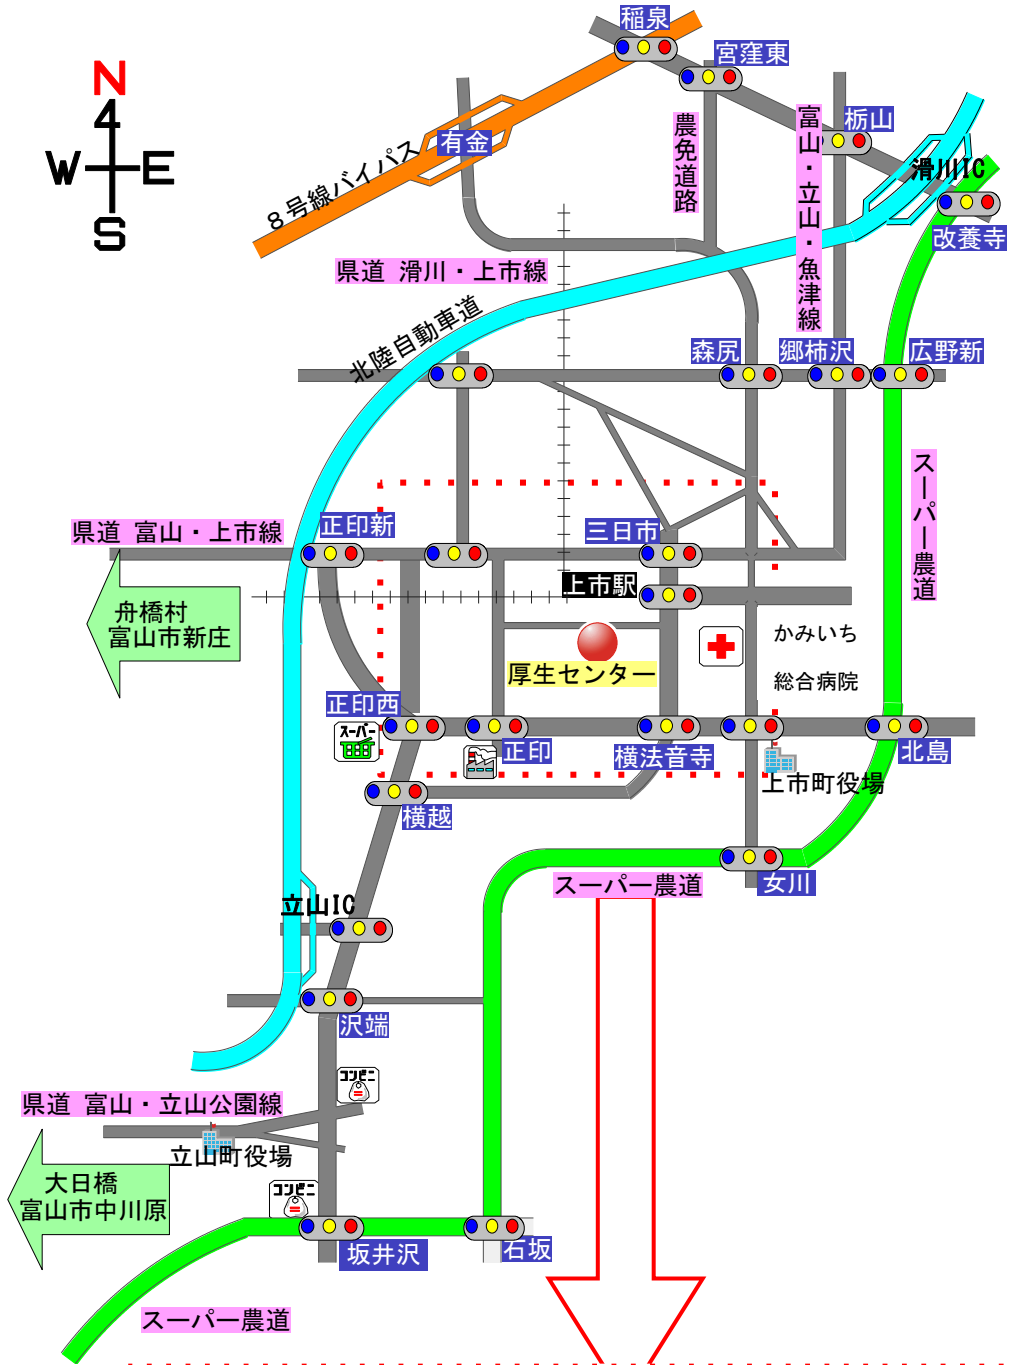 稲泉
宮窪東
N
W
E
S
有金
農免道路
富山・立山・魚津線
栃山
滑川IC
8号線バイパス
改養寺
県道 滑川・上市線
北陸自動車道
森尻
郷柿沢
広野新
スーパー農道
県道 富山・上市線
正印新
三日市
上市駅
舟橋村
富山市新庄
かみいち
総合病院
厚生センター
正印西
スーパー
正印
横法音寺
北島
上市町役場
横越
女川
スーパー農道
立山IC
沢端
コンビニ
県道 富山・立山公園線
立山町役場
大日橋
富山市中川原
コンビニ
坂井沢
石坂
スーパー農道